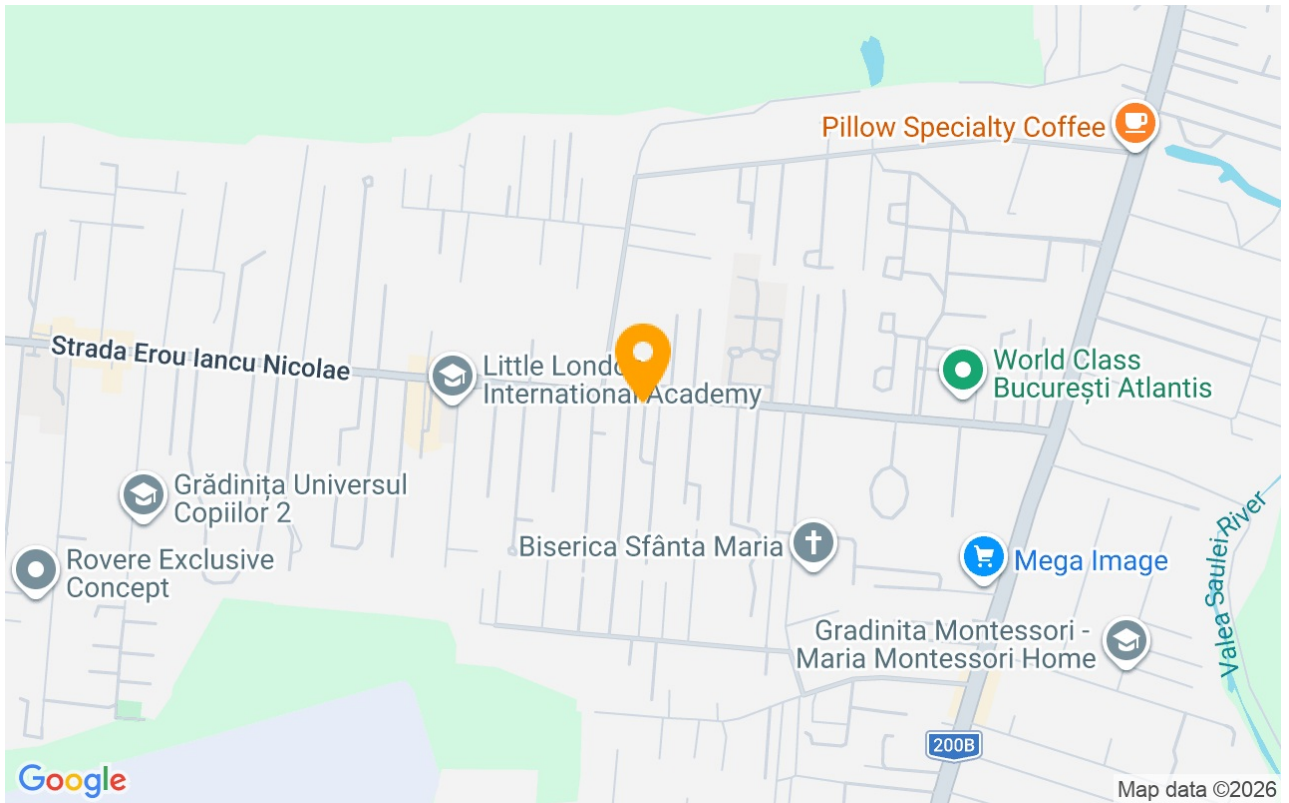 Pillow Specialty Coffee
Strada Erou Iancu Nicolae
Little Lond
International Academy
World Class
București Atlantis
Grădinița Universul
Copiilor 2
Biserica Sfânta Maria
Rovere Exclusive
Concept
Mega Image
Valea Saulei River
Gradinita Montessori -
Maria Montessori Home
200B
Google
Map data ©2026